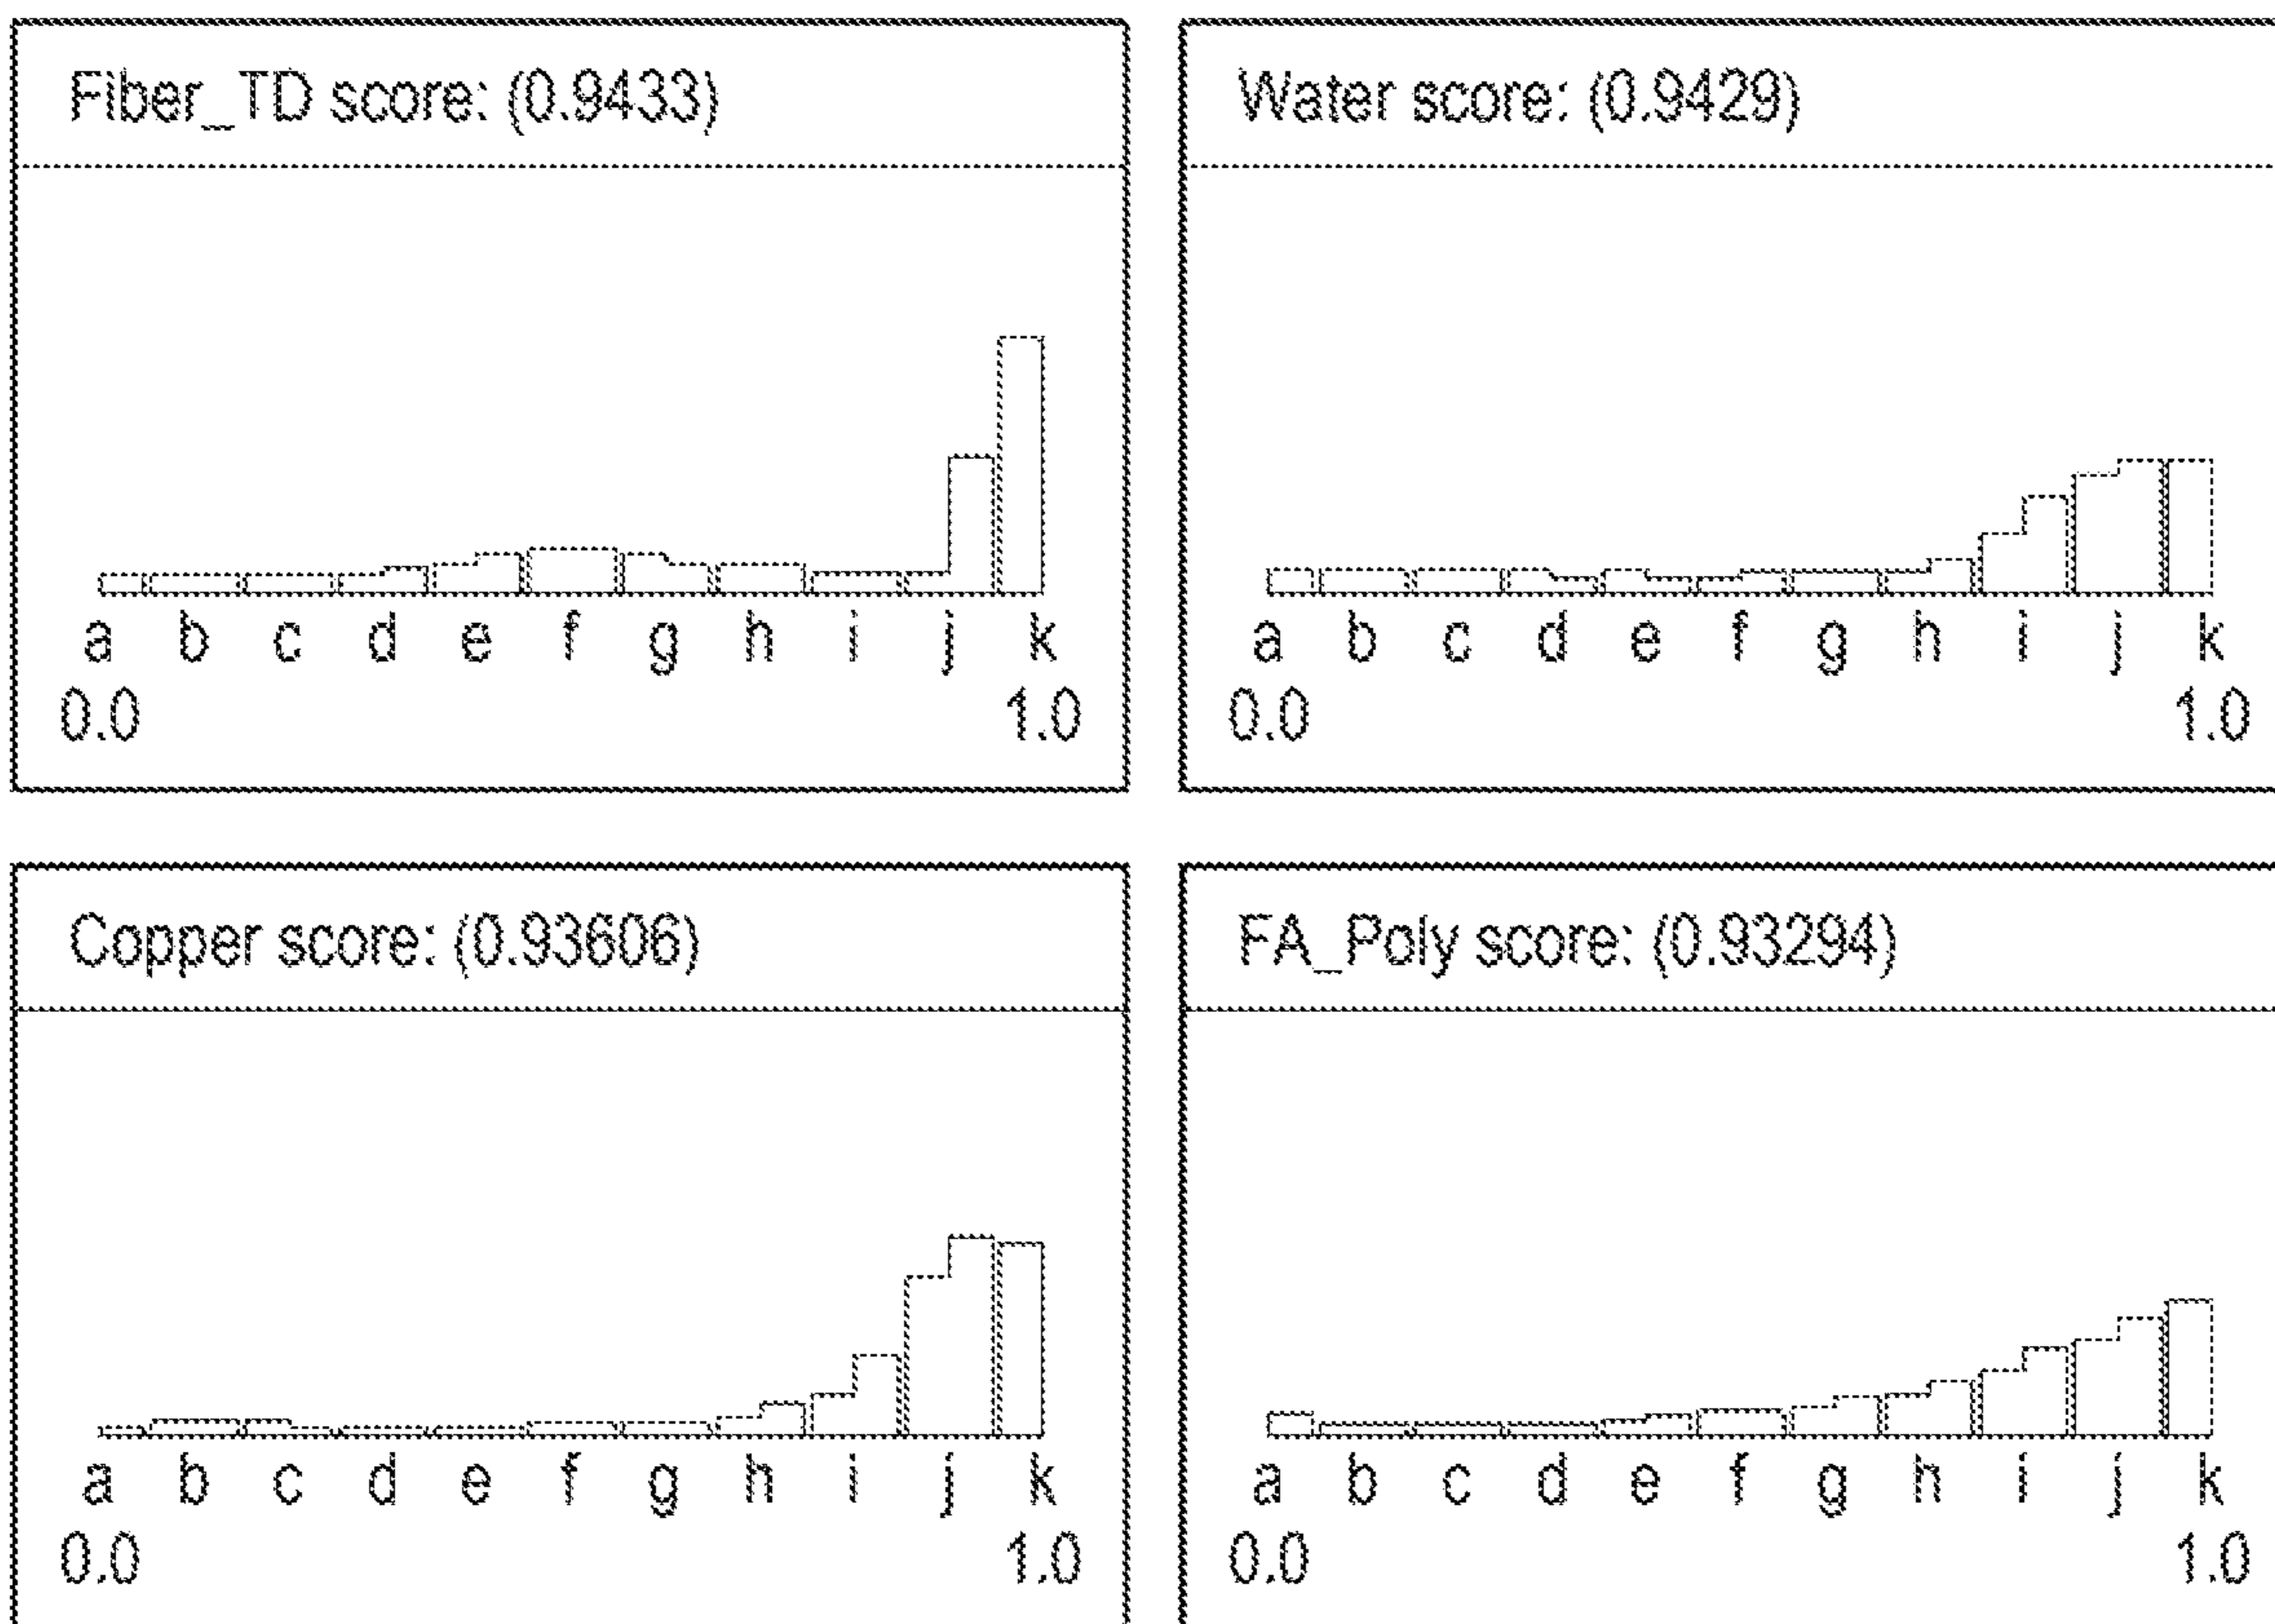 Fiber_TD score: (0.9433)
a b c d e f g h i j k
0.0 1.0
Water score: (0.9429)
a b c d e f g h i j k
0.0 1.0
Copper score: (0.93606)
a b c d e f g h i j k
0.0 1.0
FA_Poly score: (0.93294)
a b c d e f g h i j k
0.0 1.0